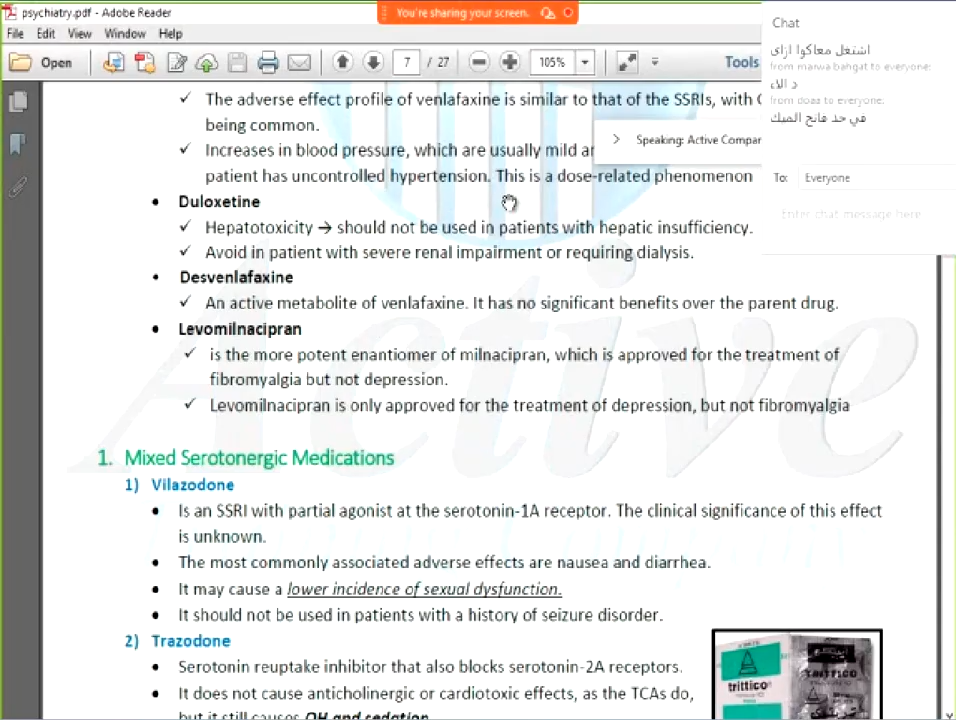 psychiatry.pdf - Adobe Reader
You're sharing your screen.
File Edit View Window Help
Open 7 / 27 105% Tools
✓ The adverse effect profile of venlafaxine is similar to that of the SSRIs, with
being common.
✓ Increases in blood pressure, which are usually mild
patient has uncontrolled hypertension. This is a dose-related phenomenon
• Duloxetine
✓ Hepatotoxicity → should not be used in patients with hepatic insufficiency.
✓ Avoid in patient with severe renal impairment or requiring dialysis.
• Desvenlafaxine
✓ An active metabolite of venlafaxine. It has no significant benefits over the parent drug.
• Levomilnacipran
✓ is the more potent enantiomer of milnacipran, which is approved for the treatment of
fibromyalgia but not depression.
✓ Levomilnacipran is only approved for the treatment of depression, but not fibromyalgia
1. Mixed Serotonergic Medications
1) Vilazodone
• Is an SSRI with partial agonist at the serotonin-1A receptor. The clinical significance of this effect
is unknown.
• The most commonly associated adverse effects are nausea and diarrhea.
• It may cause a lower incidence of sexual dysfunction.
• It should not be used in patients with a history of seizure disorder.
2) Trazodone
• Serotonin reuptake inhibitor that also blocks serotonin-2A receptors.
• It does not cause anticholinergic or cardiotoxic effects, as the TCAs do,
but it still causes OH and sedation
trittico
TRITTICO
Active
Chat
اشتغل معاكوا ازاى
from marwa bahgat to everyone:
د الاء
from doaa to everyone:
في حد فاتح الميك
Speaking: Active Compan
To: Everyone
Enter chat message here